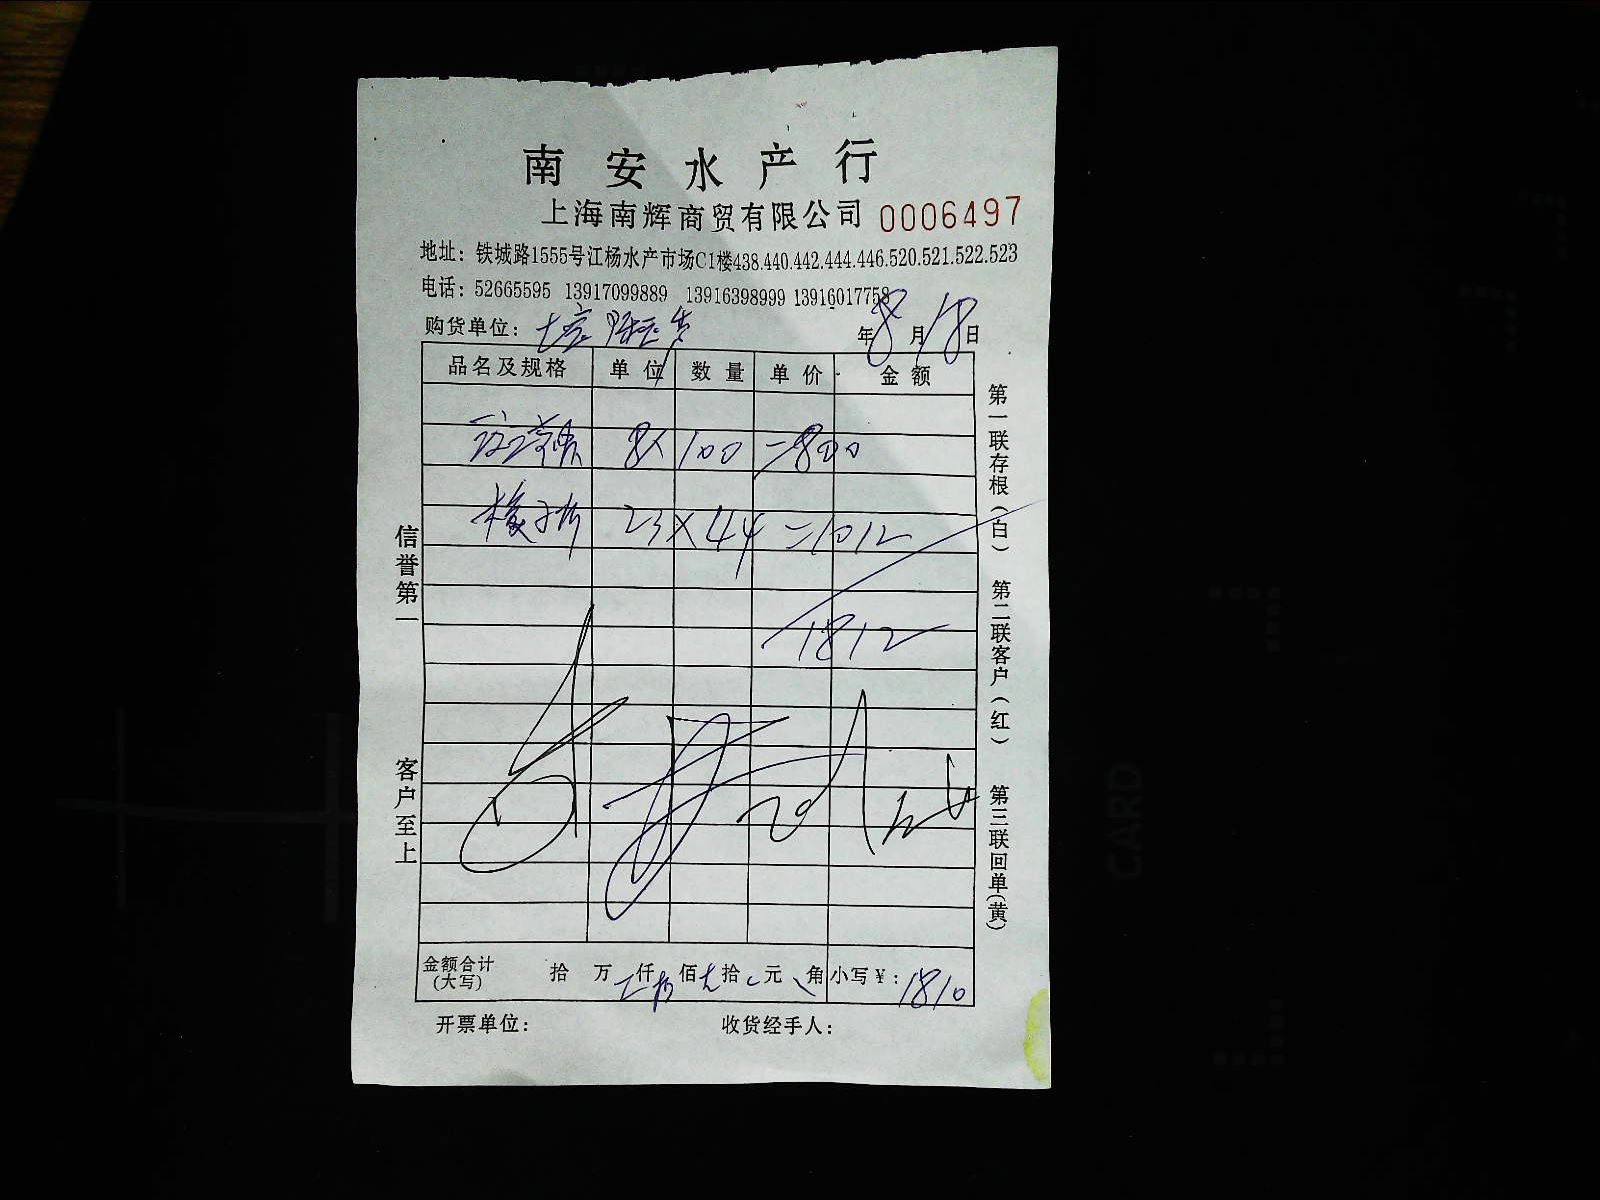 南安水产行
上海南辉商贸有限公司 0006497
地址：铁城路1555号江杨水产市场C1楼438.440.442.444.446.520.521.522.523
电话：52665595 13917099889 13916398999 13916017758
购货单位：
年8月18日
品名及规格 单位 数量 单价 金额
8×100=800
23×44=1012
1812
信誉第一
客户至上
第一联存根（白） 第二联客户（红） 第三联回单（黄）
金额合计（大写） 拾 万 仟 佰 拾 元 角 小写￥：1810
开票单位： 收货经手人：
CARD